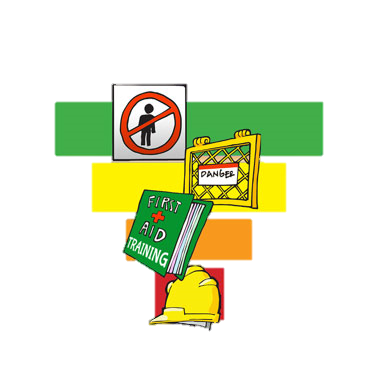 DANGER
FIRST
+
AID
TRAINING